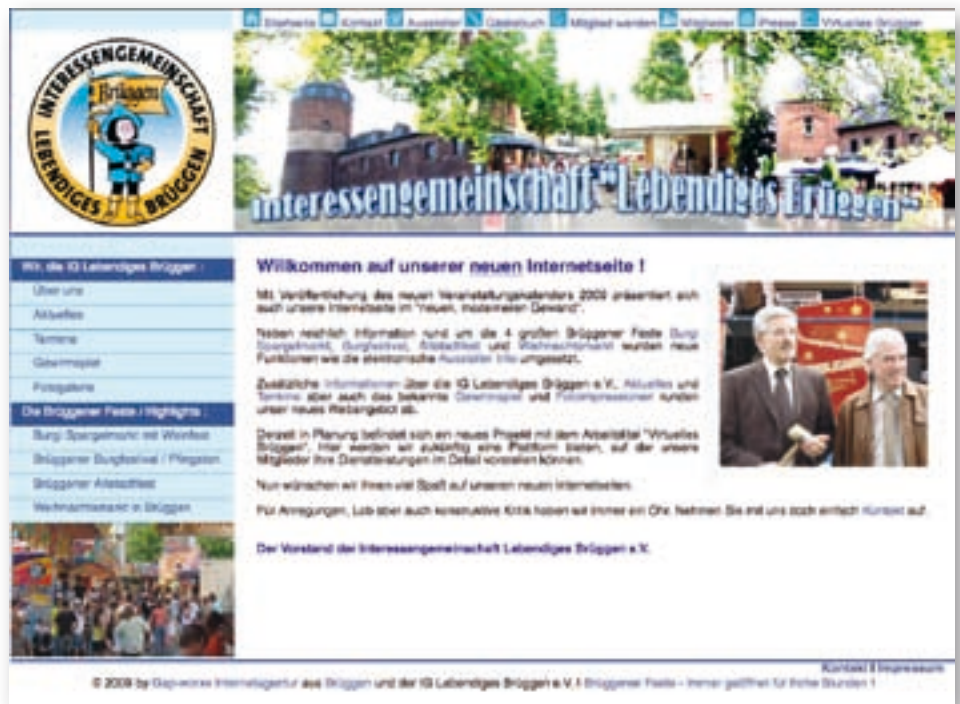 Startseite Kontakt Aussteller Gästebuch Mitglied werden Mitglieder Presse Virtuelles Brüggen
INTERESSENGEMEINSCHAFT
LEBENDIGES BRÜGGEN
Brüggen
Interessengemeinschaft "Lebendiges Brüggen"
Wir, die IG Lebendiges Brüggen :
Über uns
Aktuelles
Termine
Gewinnspiel
Fotogalerie
Die Brüggener Feste / Highlights :
Burg/ Spargelmarkt mit Weinfest
Brüggener Burgfestival / Pfingsten
Brüggener Altstadtfest
Weihnachtsmarkt in Brüggen
Willkommen auf unserer neuen Internetseite !
Mit Veröffentlichung des neuen Veranstaltungskalenders 2009 präsentiert sich
auch unsere Internetseite im "neuen, modernen Gewand".
Neben reichlich Information rund um die 4 großen Brüggener Feste Burg/
Spargelmarkt, Burgfestival, Altstadtfest und Weihnachtsmarkt wurden neue
Funktionen wie die elektronische Aussteller Info umgesetzt.
Zusätzliche Informationen über die IG Lebendiges Brüggen e.V., Aktuelles und
Termine aber auch das bekannte Gewinnspiel und Fotoimpressionen runden
unser neues Webangebot ab.
Derzeit in Planung befindet sich ein neues Projekt mit dem Arbeitstitel "Virtuelles
Brüggen". Hier werden wir zukünftig eine Plattform bieten, auf der unsere
Mitglieder ihre Dienstleistungen im Detail vorstellen können.
Nun wünschen wir Ihnen viel Spaß auf unseren neuen Internetseiten.
Für Anregungen, Lob aber auch konstruktive Kritik haben wir immer ein Ohr. Nehmen Sie mit uns doch einfach Kontakt auf.
Der Vorstand der Interessengemeinschaft Lebendiges Brüggen e.V.
Kontakt | Impressum
© 2009 by Gap-worxx Internetagentur aus Brüggen und der IG Lebendiges Brüggen e.V. | Brüggener Feste - Immer geöffnet für frohe Stunden !